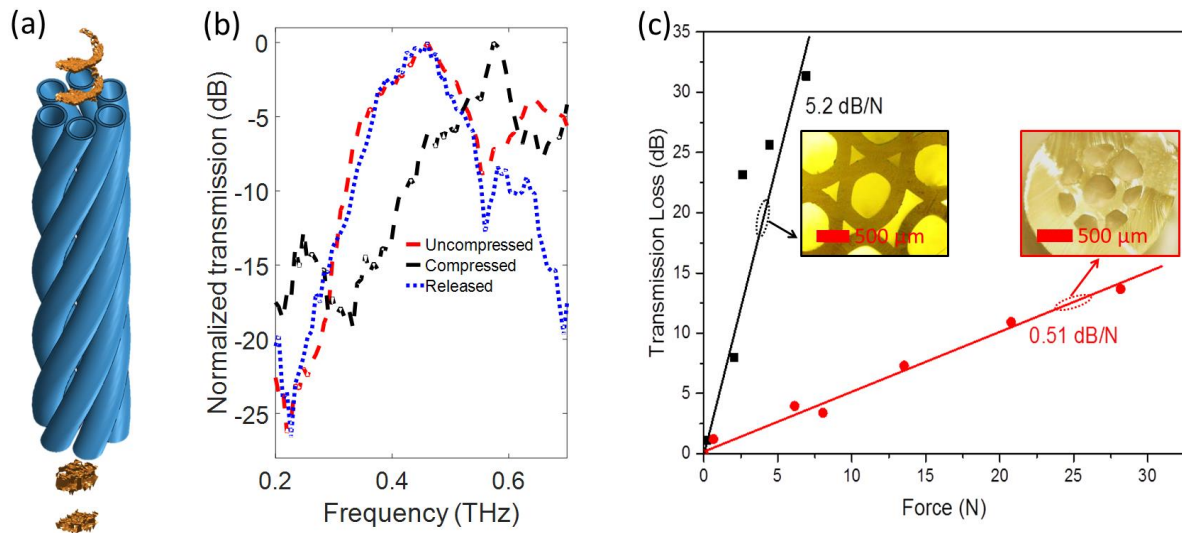 (a)
(b)
Normalized transmission (dB)
0
-5
-10
-15
-20
-25
Uncompressed
Compressed
Released
0.2
0.4
0.6
Frequency (THz)
(c)
Transmission Loss (dB)
35
30
25
20
15
10
5
0
5.2 dB/N
500 μm
500 μm
0.51 dB/N
0
5
10
15
20
25
30
Force (N)